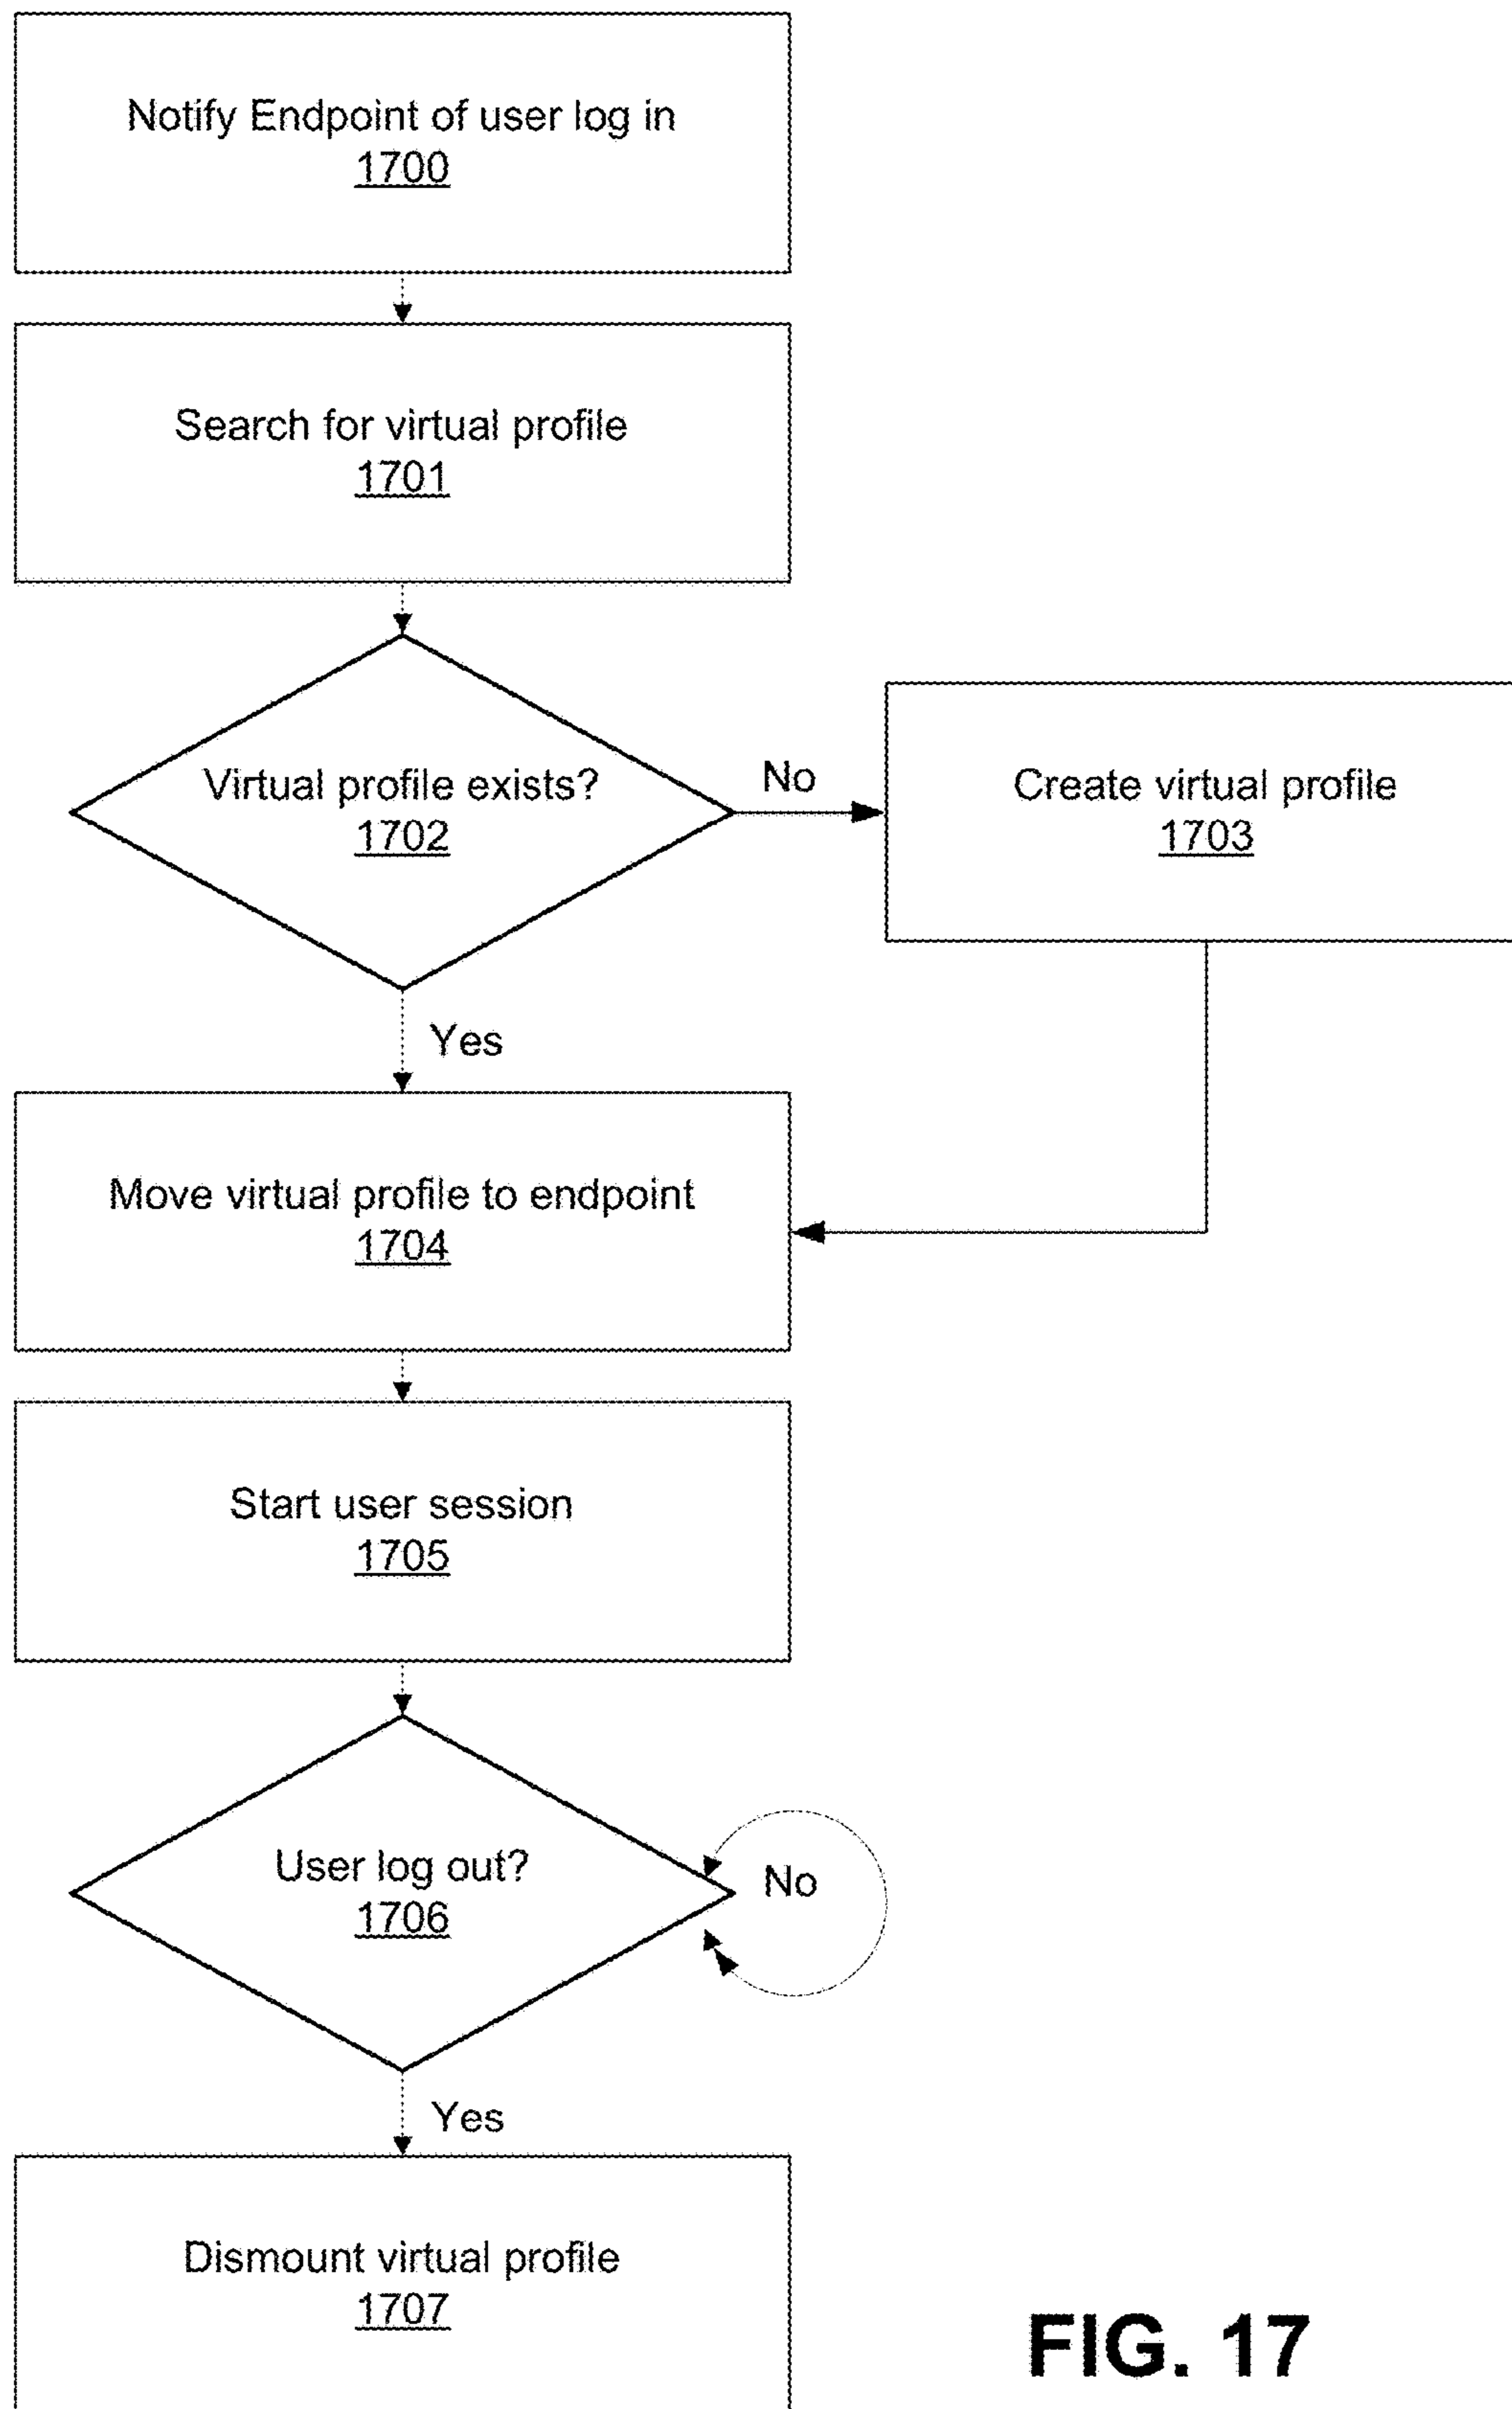 Notify Endpoint of user log in
1700
Search for virtual profile
1701
Virtual profile exists?
1702
No
Create virtual profile
1703
Yes
Move virtual profile to endpoint
1704
Start user session
1705
User log out?
1706
No
Yes
Dismount virtual profile
1707
FIG. 17